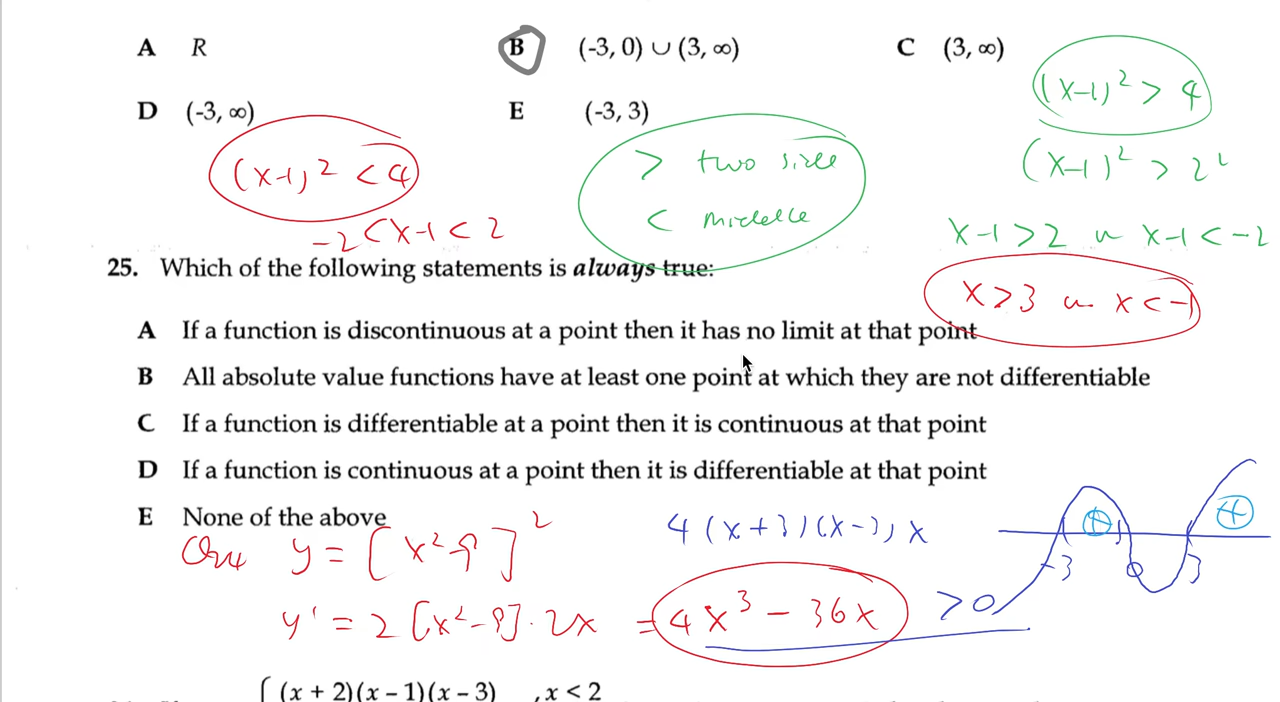 A R B (-3, 0) ∪ (3, ∞) C (3, ∞)
(x-1)² > 4
D (-3, ∞) E (-3, 3)
(x-1)² < 4
> two sides
(x-1)² > 2²
< middle
-2 < x-1 < 2
x-1 > 2 or x-1 < -2
25. Which of the following statements is always true:
x > 3 or x < -1
A If a function is discontinuous at a point then it has no limit at that point
B All absolute value functions have at least one point at which they are not differentiable
C If a function is differentiable at a point then it is continuous at that point
D If a function is continuous at a point then it is differentiable at that point
E None of the above
y = [x²-9]²
4(x+3)(x-3)x
+ +
-3 0 3
y' = 2[x²-9]·2x = 4x³ - 36x > 0
(x + 2)(x – 1)(x – 3) , x < 2